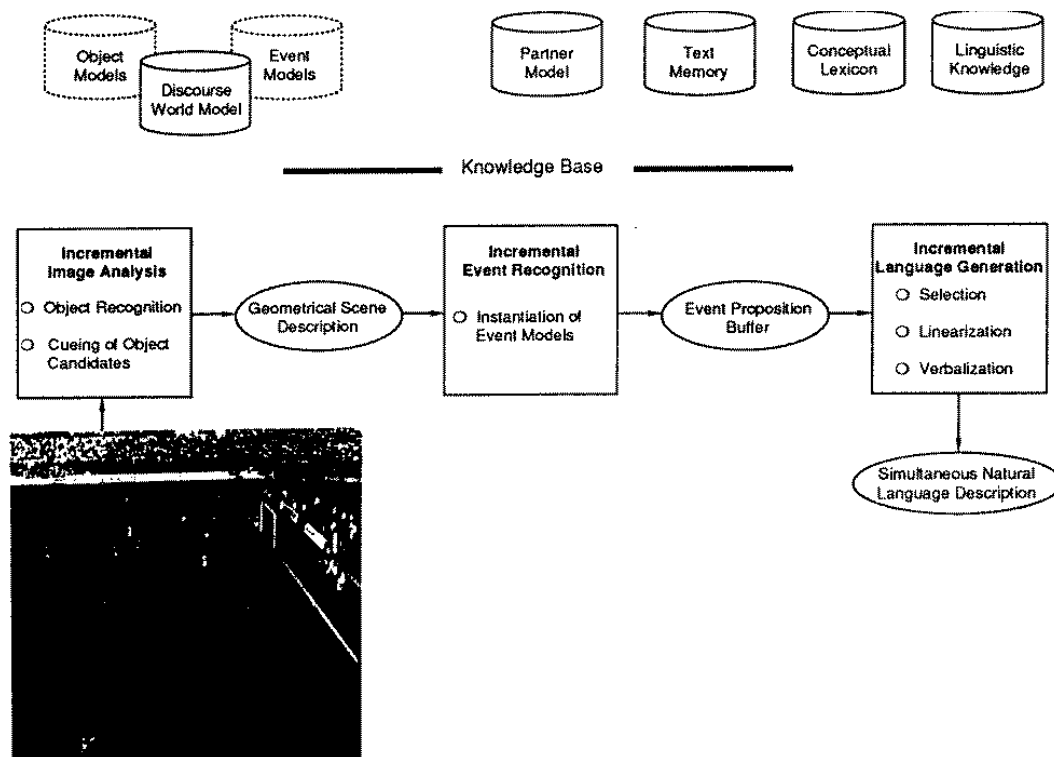 Object
Models
Event
Models
Discourse
World Model
Partner
Model
Text
Memory
Conceptual
Lexicon
Linguistic
Knowledge
Knowledge Base
Incremental
Image Analysis
Object Recognition
Cueing of Object
Candidates
Geometrical Scene
Description
Incremental
Event Recognition
Instantiation of
Event Models
Event Proposition
Buffer
Incremental
Language Generation
Selection
Linearization
Verbalization
Simultaneous Natural
Language Description